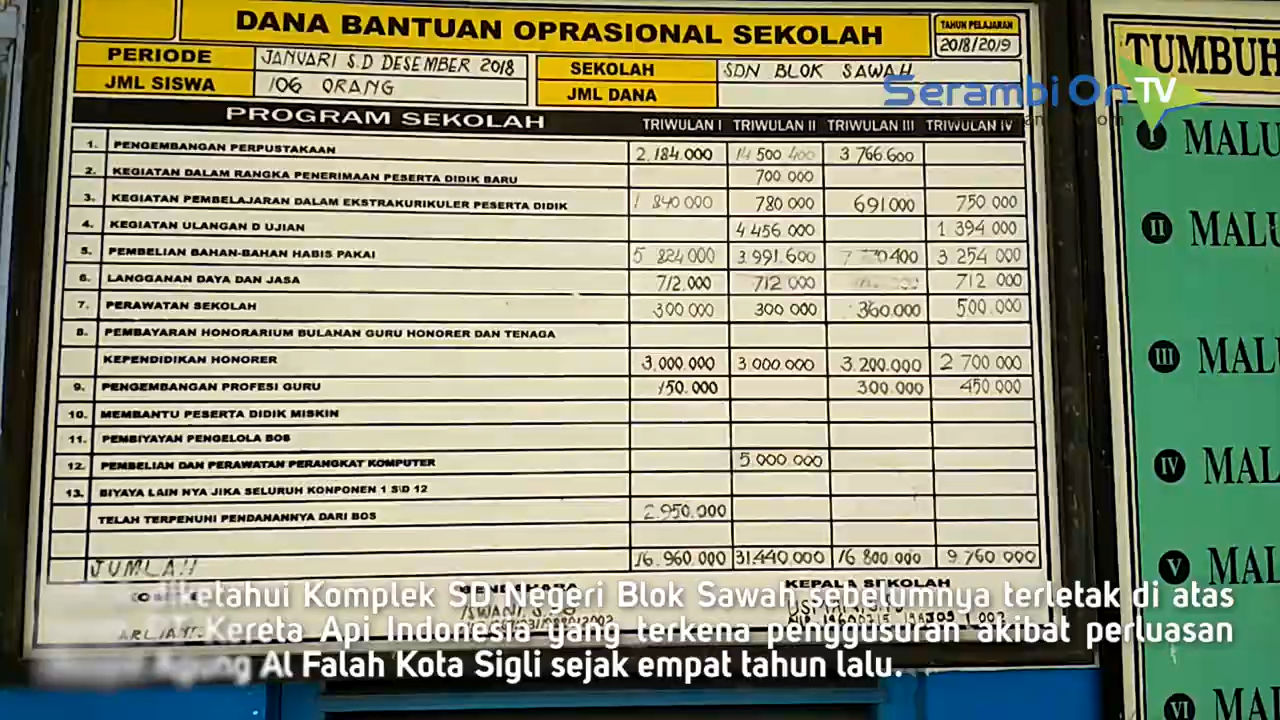 DANA BANTUAN OPRASIONAL SEKOLAH
TAHUN PELAJARAN
2018/2019
PERIODE JANUARI S.D DESEMBER 2018
JML SISWA 106 ORANG
SEKOLAH SDN BLOK SAWAH
JML DANA
Serambi On TV
PROGRAM SEKOLAH TRIWULAN I TRIWULAN II TRIWULAN III TRIWULAN IV
1. PENGEMBANGAN PERPUSTAKAAN 2.184.000 14 500 400 3 766.600
2. KEGIATAN DALAM RANGKA PENERIMAAN PESERTA DIDIK BARU 700 000
3. KEGIATAN PEMBELAJARAN DALAM EKSTRAKURIKULER PESERTA DIDIK 1 840 000 780 000 691 000 750 000
4. KEGIATAN ULANGAN D UJIAN 4 456 000 1 394 000
5. PEMBELIAN BAHAN-BAHAN HABIS PAKAI 5 824 000 3 991.600 3 254 000
6. LANGGANAN DAYA DAN JASA 712.000 712 000 712 000
7. PERAWATAN SEKOLAH 300 000 300 000 360.000 500.000
8. PEMBAYARAN HONORARIUM BULANAN GURU HONORER DAN TENAGA
KEPENDIDIKAN HONORER 3.000.000 3 000.000 3.200.000 2 700 000
9. PENGEMBANGAN PROFESI GURU 150.000 300.000 450 000
10. MEMBANTU PESERTA DIDIK MISKIN
11. PEMBIYAYAN PENGELOLA BOS
12. PEMBELIAN DAN PERAWATAN PERANGKAT KOMPUTER 5.000.000
13. BIYAYA LAIN NYA JIKA SELURUH KONPONEN 1 S\D 12
TELAH TERPENUHI PENDANANNYA DARI BOS 2.950.000
JUMLAH 16.960.000 31.440 000 16 800.000 9.760 000
KEPALA SEKOLAH
Komplek SD Negeri Blok Sawah sebelumnya terletak di atas
Kereta Api Indonesia yang terkena penggusuran akibat perluasan
Agung Al Falah Kota Sigli sejak empat tahun lalu.
TUMBUH
I MALU
II MALU
III MALU
IV MAL
V MAL
VI MAL